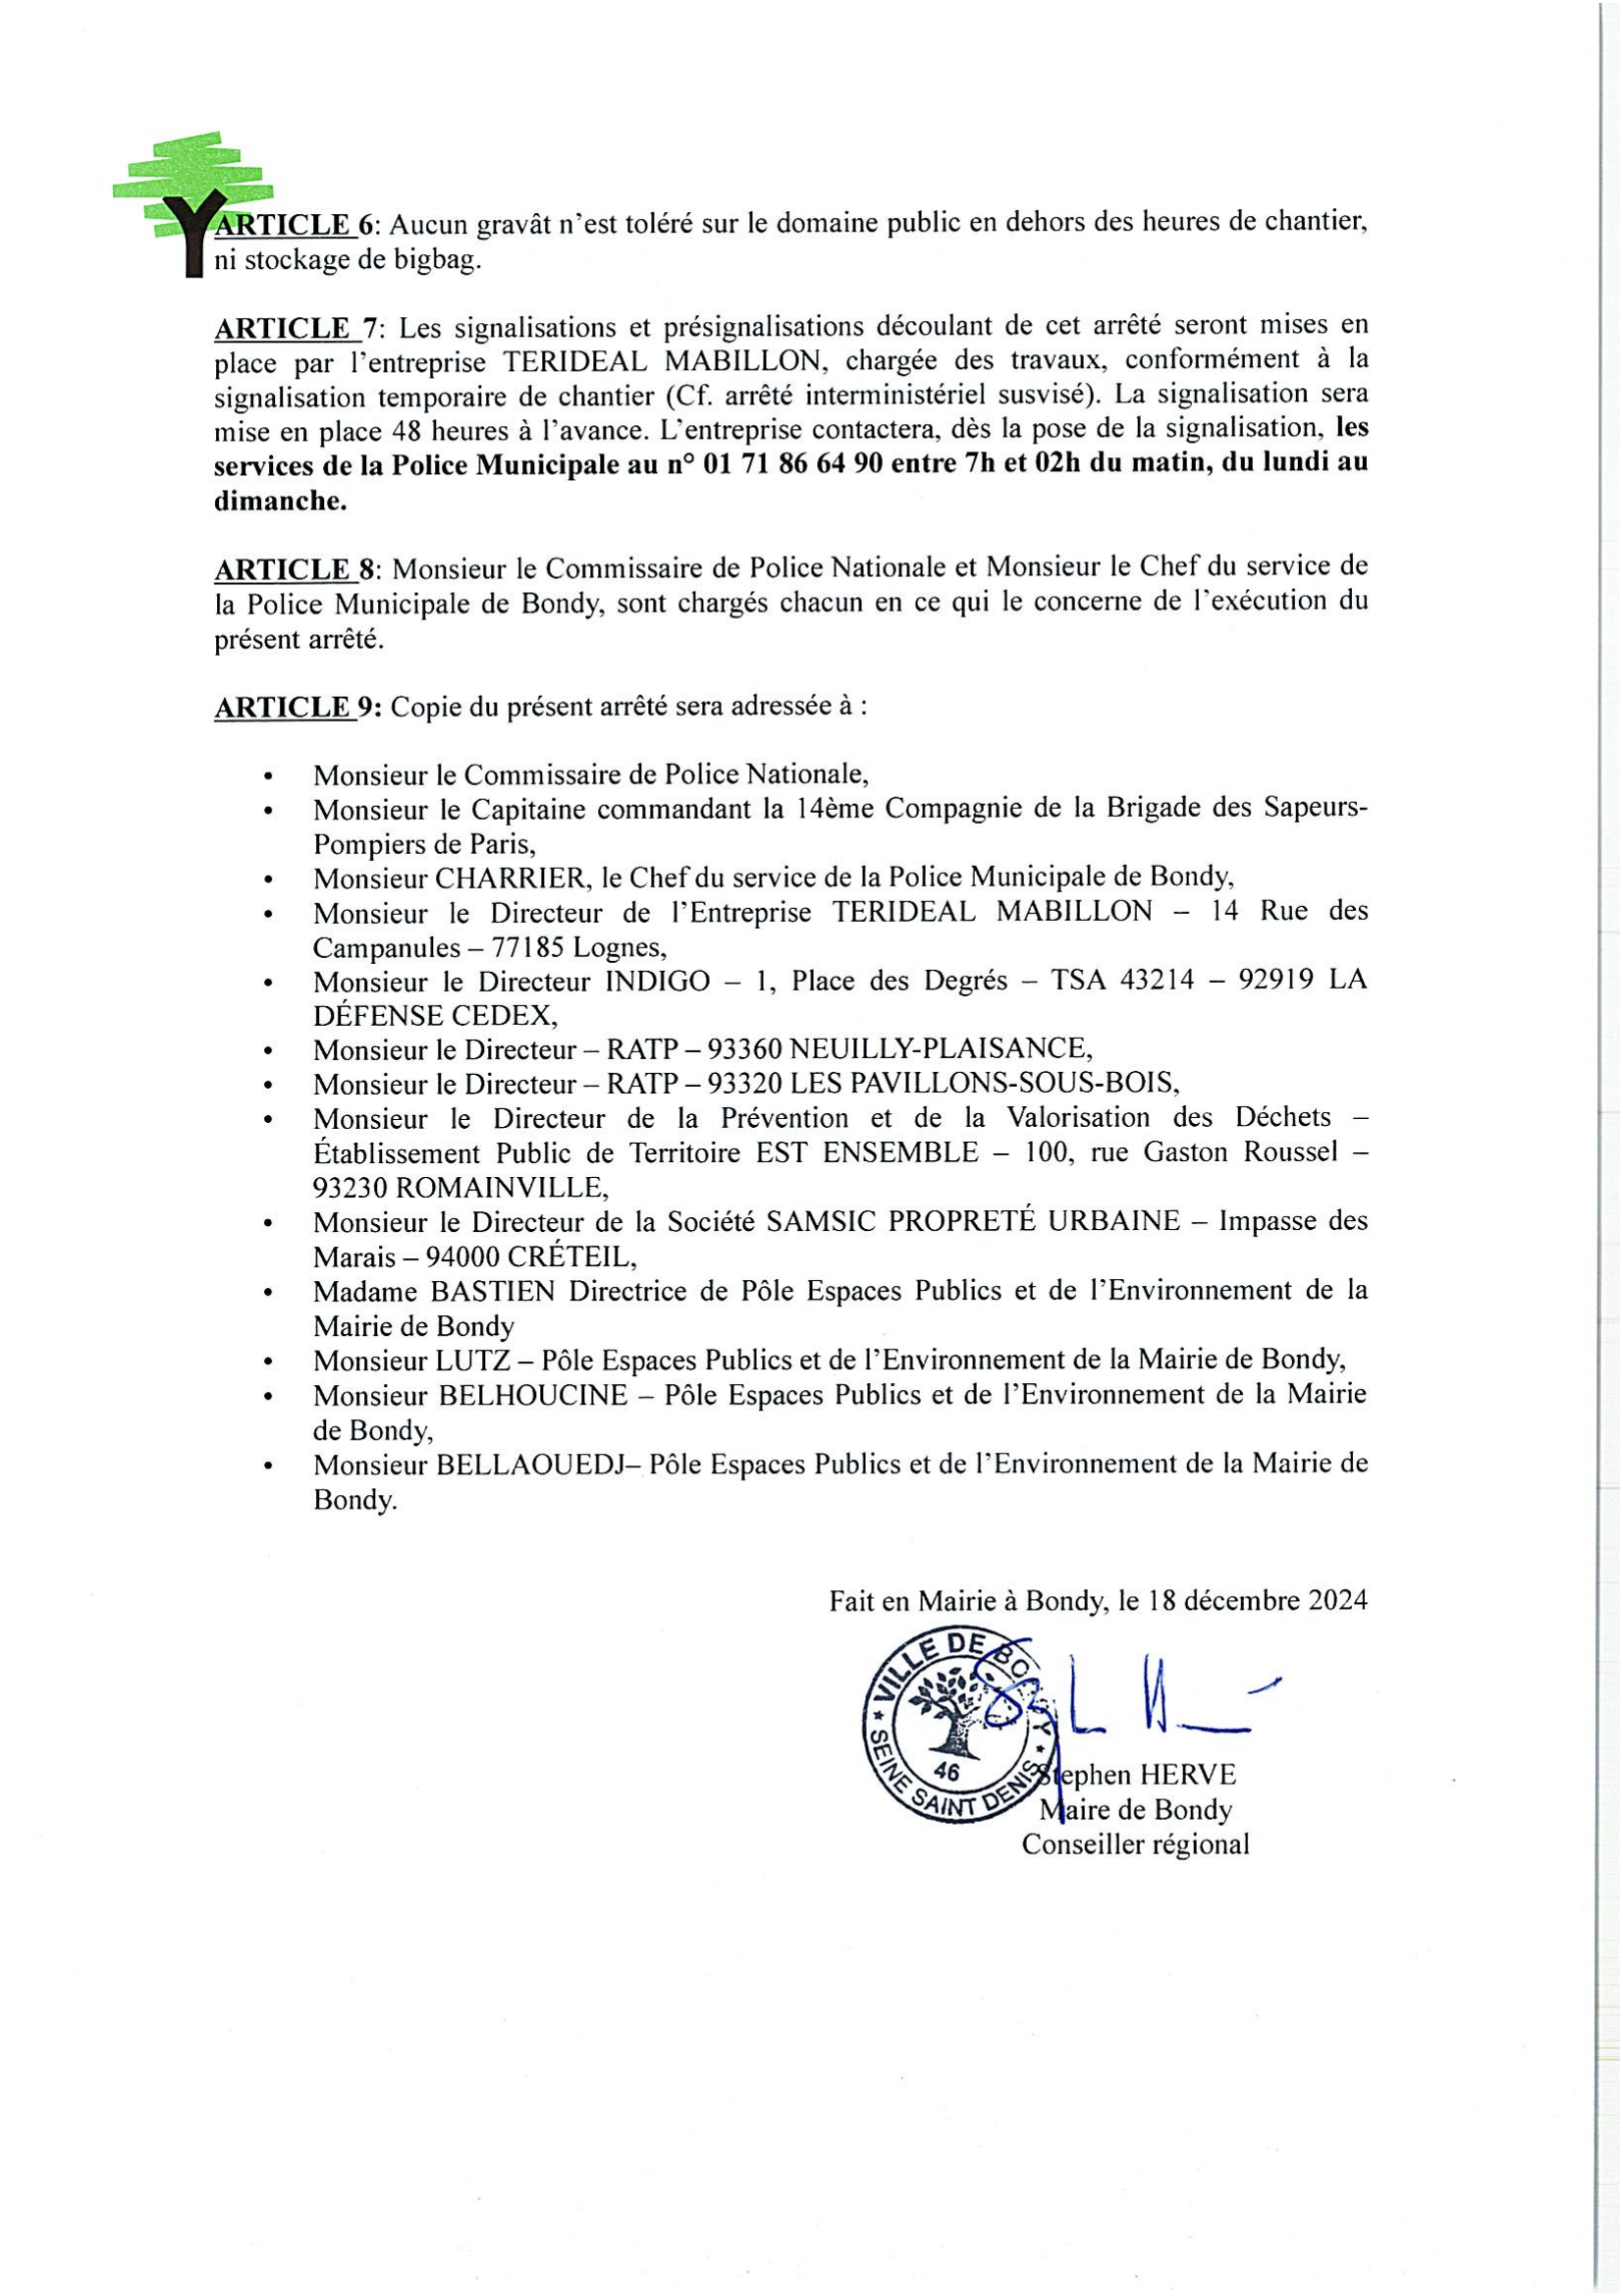 ARTICLE 6: Aucun gravât n’est toléré sur le domaine public en dehors des heures de chantier,
ni stockage de bigbag.
ARTICLE 7: Les signalisations et présignalisations découlant de cet arrêté seront mises en
place par l’entreprise TERIDEAL MABILLON, chargée des travaux, conformément à la
signalisation temporaire de chantier (Cf. arrêté interministériel susvisé). La signalisation sera
mise en place 48 heures à l’avance. L’entreprise contactera, dès la pose de la signalisation, les
services de la Police Municipale au n° 01 71 86 64 90 entre 7h et 02h du matin, du lundi au
dimanche.
ARTICLE 8: Monsieur le Commissaire de Police Nationale et Monsieur le Chef du service de
la Police Municipale de Bondy, sont chargés chacun en ce qui le concerne de l’exécution du
présent arrêté.
ARTICLE 9: Copie du présent arrêté sera adressée à :
• Monsieur le Commissaire de Police Nationale,
• Monsieur le Capitaine commandant la 14ème Compagnie de la Brigade des Sapeurs-
Pompiers de Paris,
• Monsieur CHARRIER, le Chef du service de la Police Municipale de Bondy,
• Monsieur le Directeur de l’Entreprise TERIDEAL MABILLON – 14 Rue des
Campanules – 77185 Lognes,
• Monsieur le Directeur INDIGO – 1, Place des Degrés – TSA 43214 – 92919 LA
DÉFENSE CEDEX,
• Monsieur le Directeur – RATP – 93360 NEUILLY-PLAISANCE,
• Monsieur le Directeur – RATP – 93320 LES PAVILLONS-SOUS-BOIS,
• Monsieur le Directeur de la Prévention et de la Valorisation des Déchets –
Établissement Public de Territoire EST ENSEMBLE – 100, rue Gaston Roussel –
93230 ROMAINVILLE,
• Monsieur le Directeur de la Société SAMSIC PROPRETÉ URBAINE – Impasse des
Marais – 94000 CRÉTEIL,
• Madame BASTIEN Directrice de Pôle Espaces Publics et de l’Environnement de la
Mairie de Bondy
• Monsieur LUTZ – Pôle Espaces Publics et de l’Environnement de la Mairie de Bondy,
• Monsieur BELHOUCINE – Pôle Espaces Publics et de l’Environnement de la Mairie
de Bondy,
• Monsieur BELLAOUEDJ– Pôle Espaces Publics et de l’Environnement de la Mairie de
Bondy.
Fait en Mairie à Bondy, le 18 décembre 2024
VILLE DE BONDY
46
* SEINE SAINT DENIS *
Stephen HERVE
Maire de Bondy
Conseiller régional